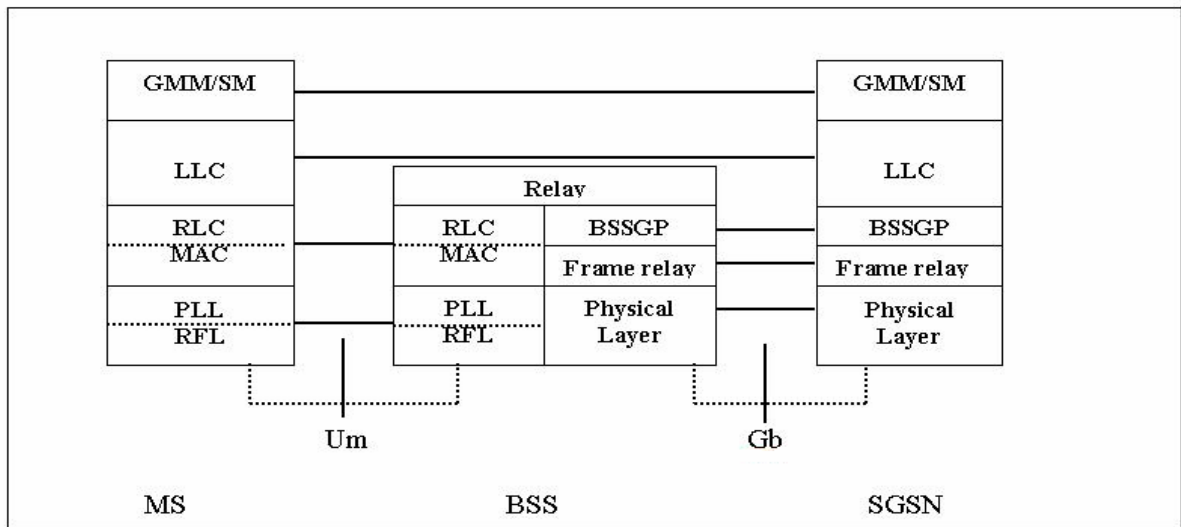 GMM/SM
GMM/SM
LLC
LLC
Relay
RLC
MAC
RLC
MAC
BSSGP
BSSGP
Frame relay
Frame relay
PLL
RFL
PLL
RFL
Physical
Layer
Physical
Layer
Um
Gb
MS
BSS
SGSN